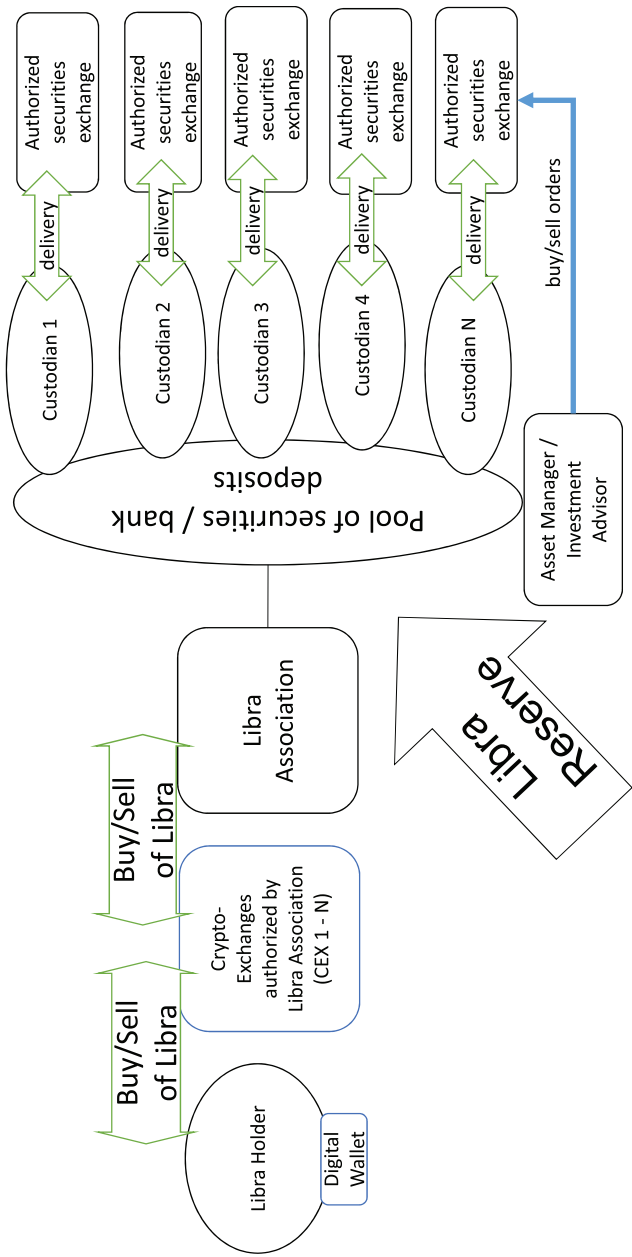 Buy/Sell
of Libra
Buy/Sell
of Libra
Libra Holder
Digital
Wallet
Crypto-
Exchanges
authorized by
Libra Association
(CEX 1 - N)
Libra
Association
Libra
Reserve
Pool of securities / bank
deposits
Custodian 1
delivery
Authorized
securities
exchange
Custodian 2
delivery
Authorized
securities
exchange
Custodian 3
delivery
Authorized
securities
exchange
Custodian 4
delivery
Authorized
securities
exchange
Custodian N
delivery
Authorized
securities
exchange
Asset Manager /
Investment
Advisor
buy/sell orders